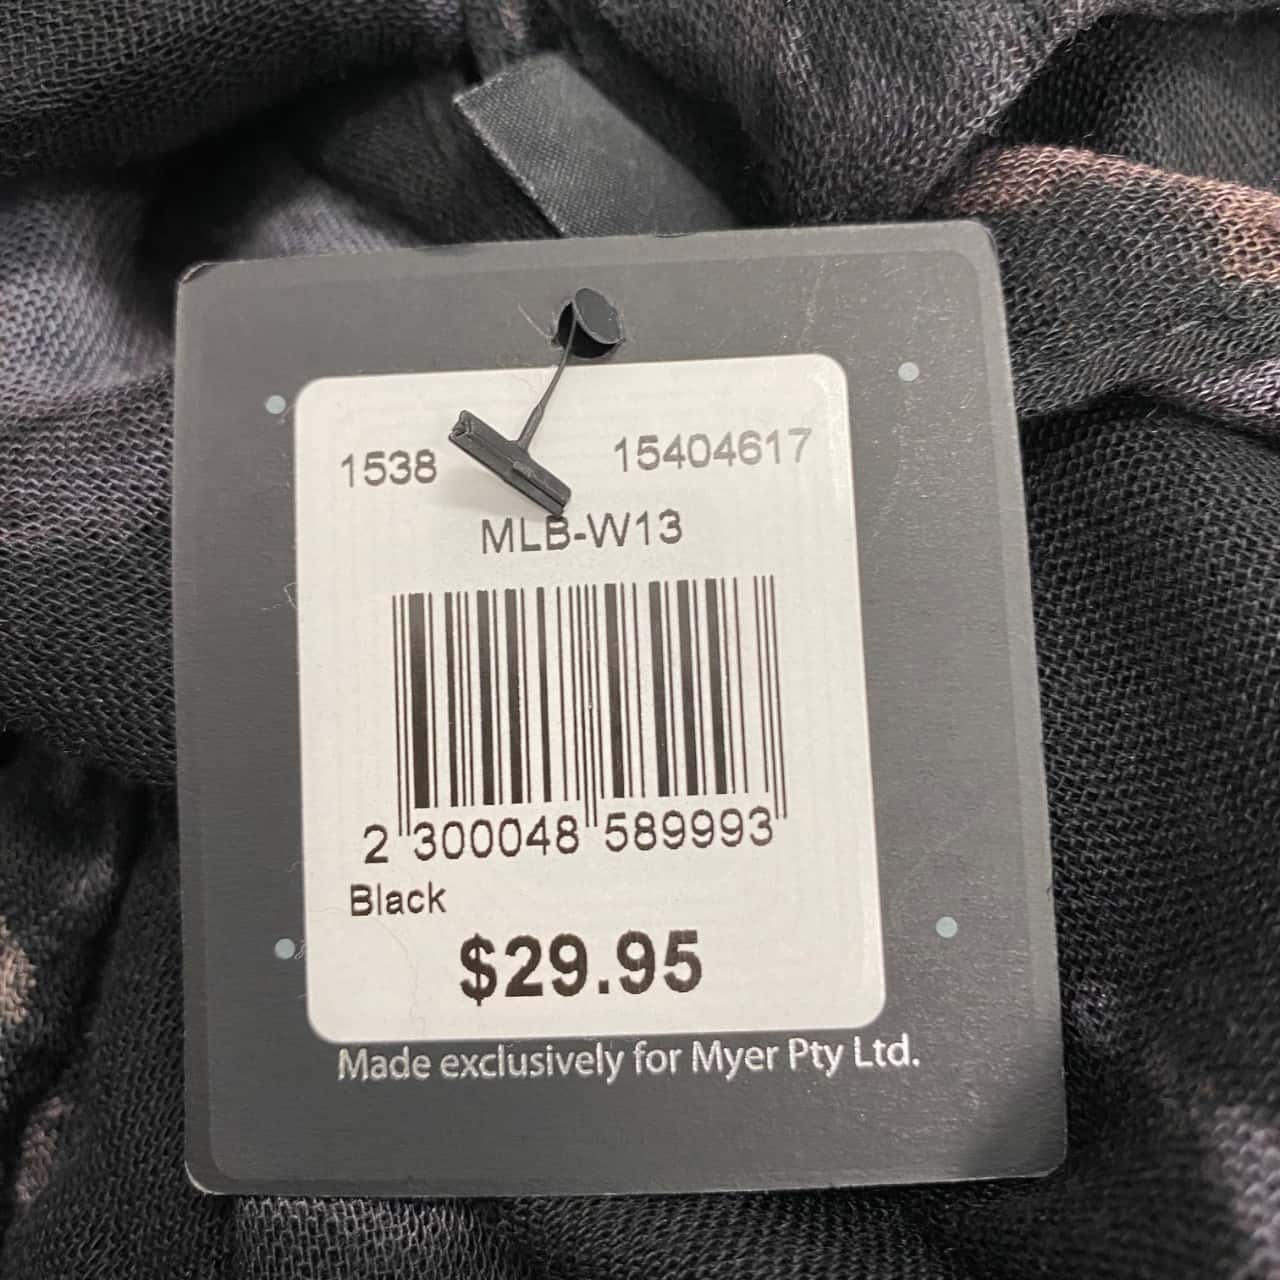 1538 15404617
MLB-W13
2 300048 589993
Black
$29.95
Made exclusively for Myer Pty Ltd.